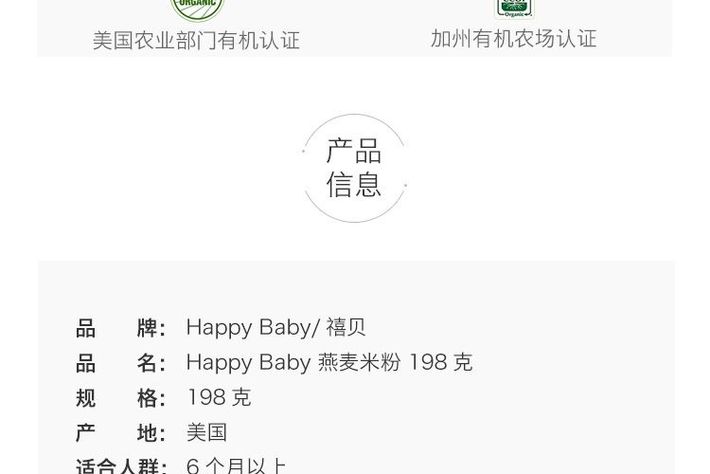 ORGANIC
Organic
美国农业部门有机认证
加州有机农场认证
产品
信息
品 牌： Happy Baby/ 禧贝
品 名： Happy Baby 燕麦米粉 198 克
规 格： 198 克
产 地： 美国
适合人群： 6 个月以上